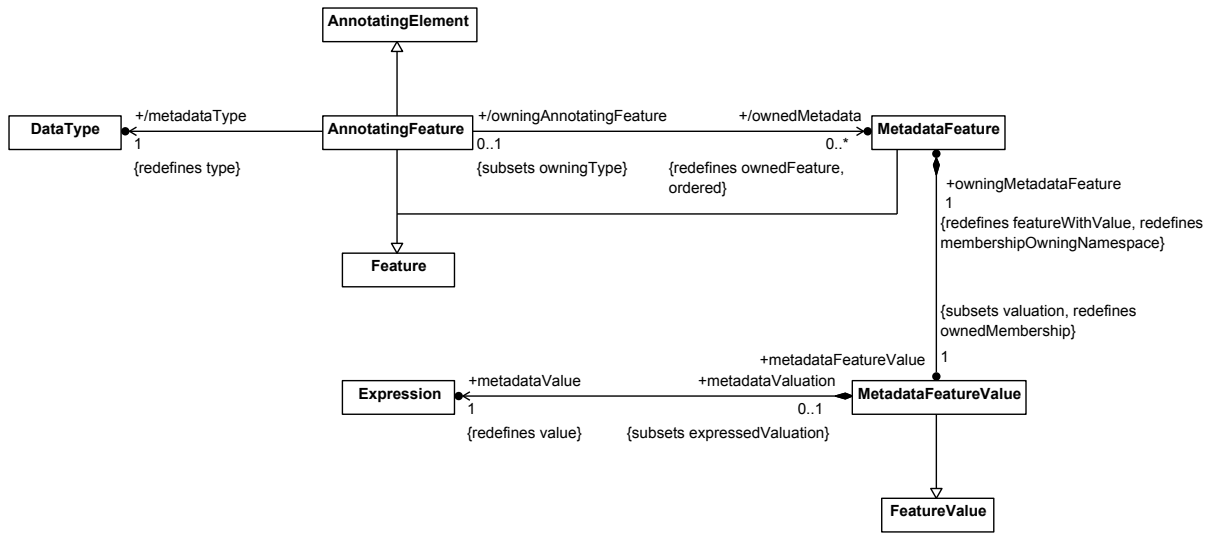 AnnotatingElement
+/metadataType
+/owningAnnotatingFeature
+/ownedMetadata
DataType
AnnotatingFeature
MetadataFeature
1
0..1
0..*
{redefines type}
{subsets owningType}
{redefines ownedFeature,
ordered}
+owningMetadataFeature
1
{redefines featureWithValue, redefines
membershipOwningNamespace}
Feature
{subsets valuation, redefines
ownedMembership}
+metadataFeatureValue
1
+metadataValue
+metadataValuation
Expression
MetadataFeatureValue
1
0..1
{redefines value}
{subsets expressedValuation}
FeatureValue